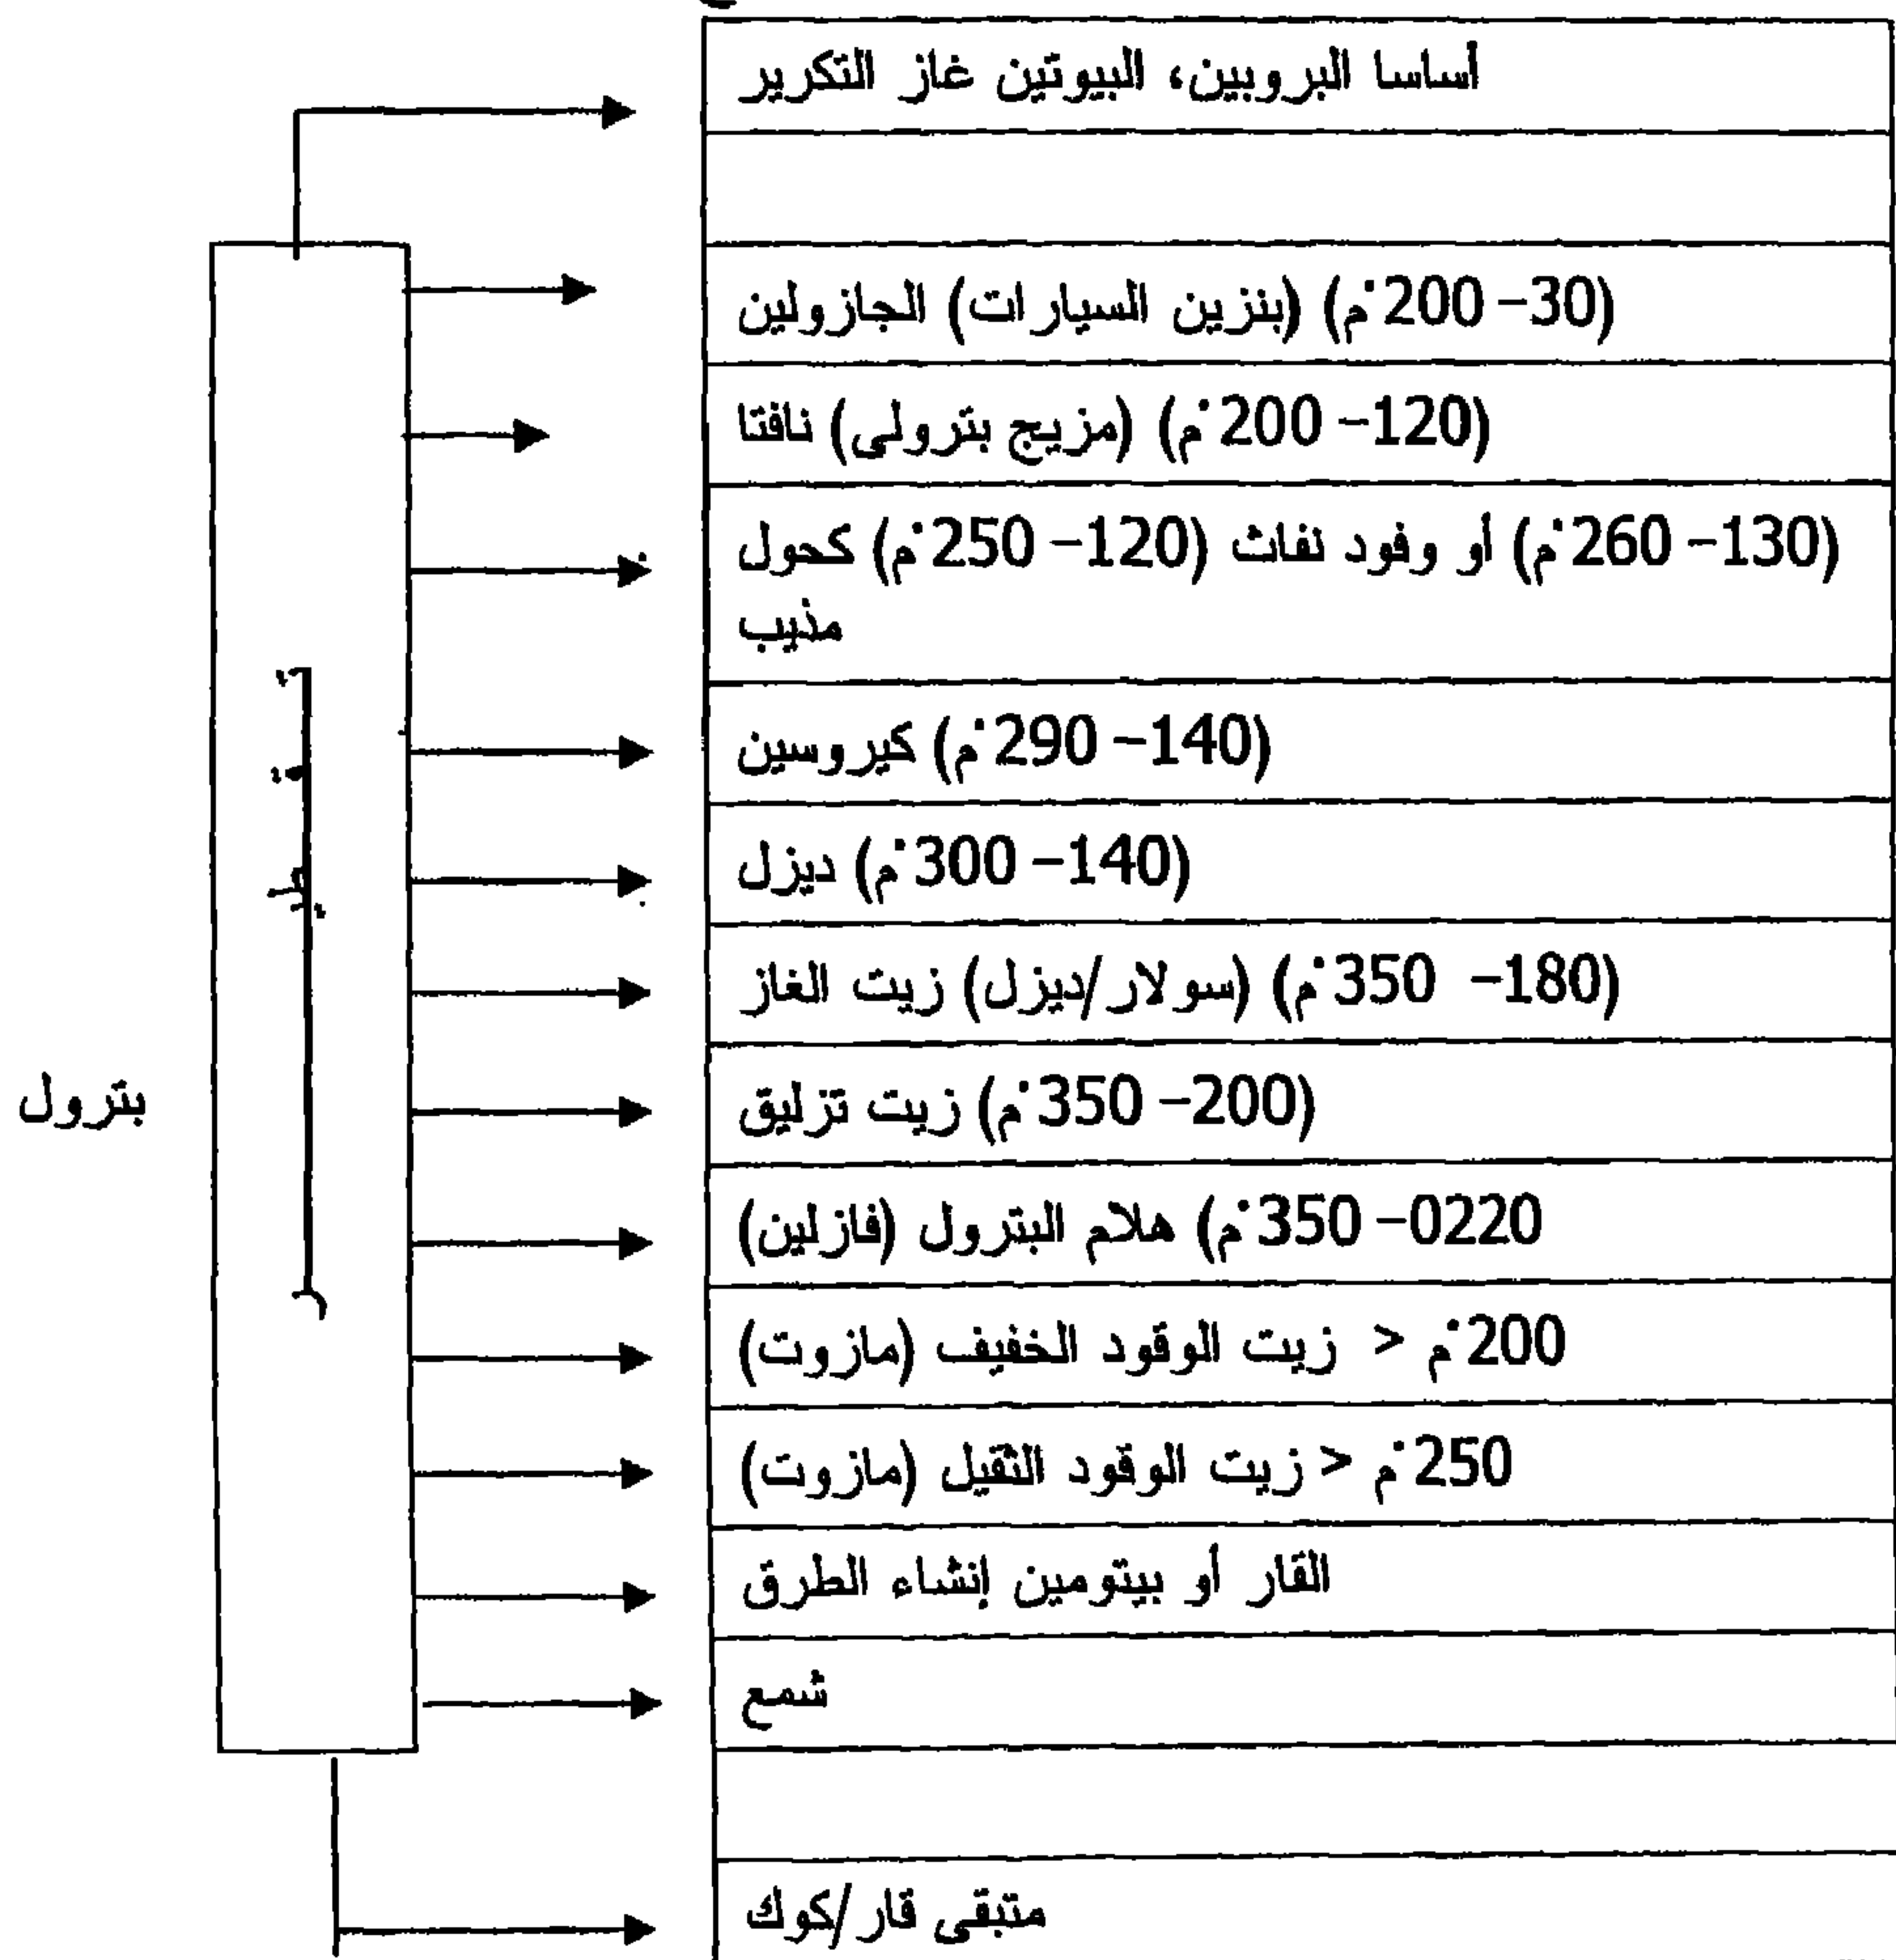 أساسا البروبين، البيوتين غاز التكرير
(30– 200°م) (بنزين السيارات) الجازولين
(120– 200°م) (مزيج بترولى) نافتا
(130– 260°م) أو وفود نفاث (120– 250°م) كحول
مذيب
(140– 290°م) كيروسين
(140– 300°م) ديزل
(180– 350°م) (سولار/ديزل) زيت الغاز
(200– 350°م) زيت تزليق
0220– 350°م) هلام البترول (فازلين)
200°م < زيت الوقود الخفيف (مازوت)
250°م < زيت الوقود الثقيل (مازوت)
القار أو بيتومين إنشاء الطرق
شمع
متبقى قار/كوك
بترول